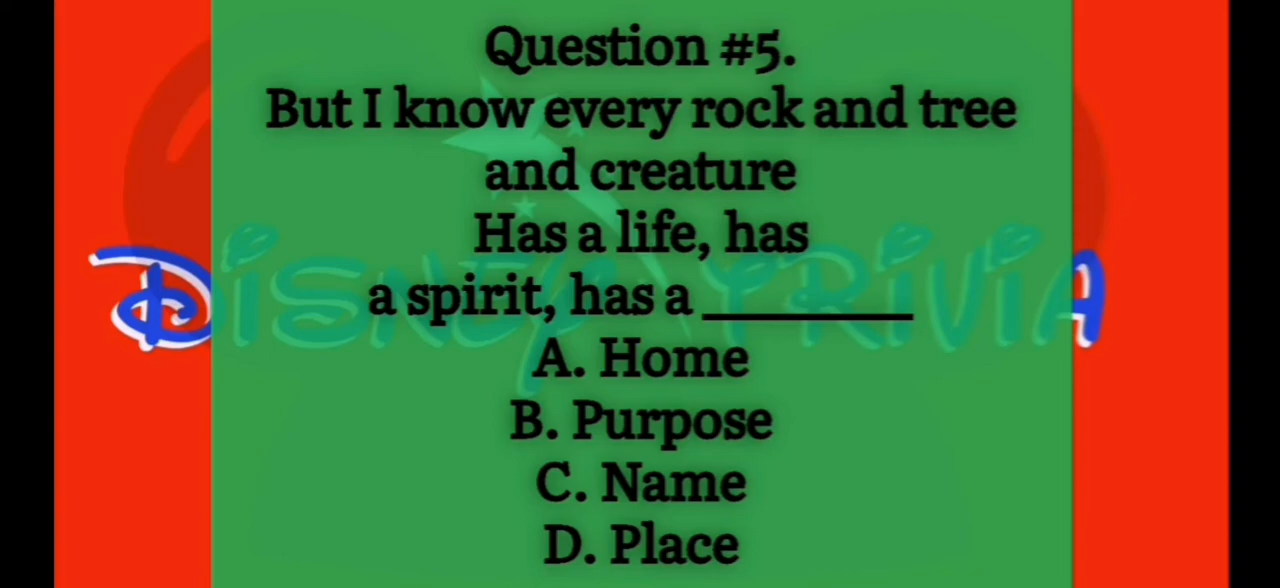 Question #5.
But I know every rock and tree
and creature
Has a life, has
a spirit, has a ________
DiSNEY TRiViA
A. Home
B. Purpose
C. Name
D. Place